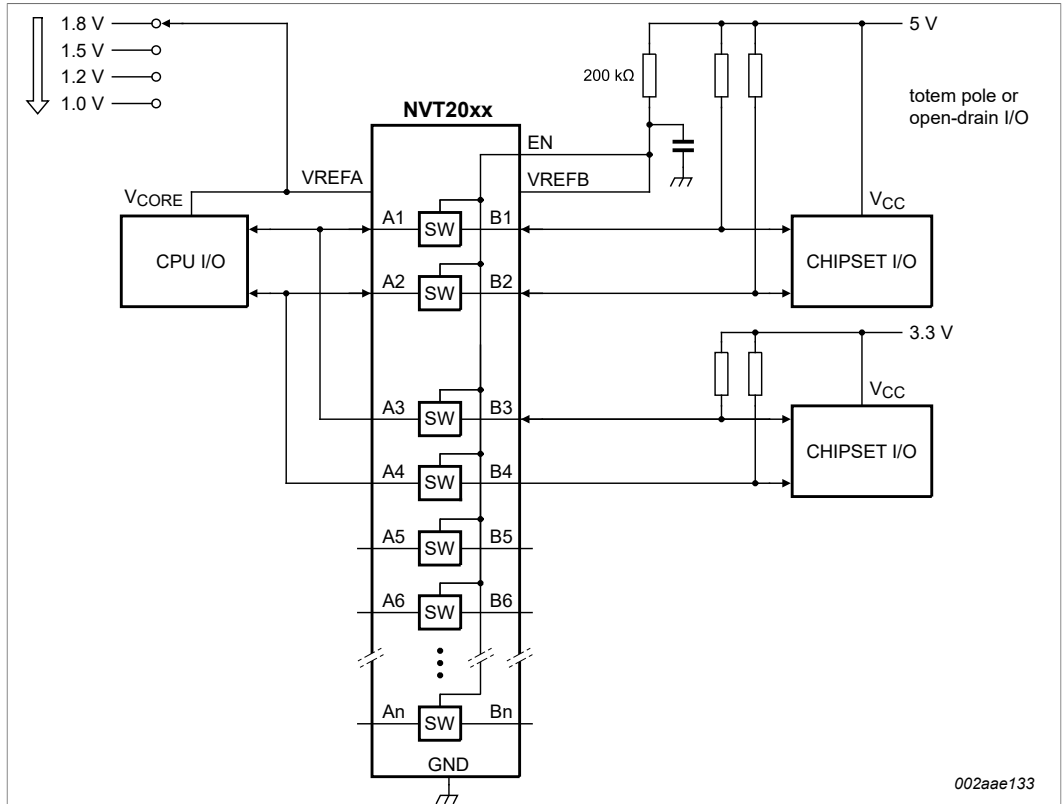 1.8 V
1.5 V
1.2 V
1.0 V
5 V
200 kΩ
totem pole or
open-drain I/O
NVT20xx
EN
VREFA
VREFB
VCORE
VCC
A1 SW B1
CPU I/O
CHIPSET I/O
A2 SW B2
3.3 V
VCC
A3 SW B3
CHIPSET I/O
A4 SW B4
A5 SW B5
A6 SW B6
An SW Bn
GND
002aae133